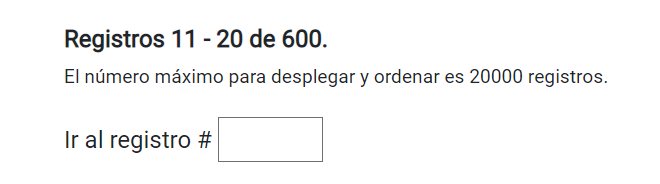 Registros 11 - 20 de 600.
El número máximo para desplegar y ordenar es 20000 registros.
Ir al registro #